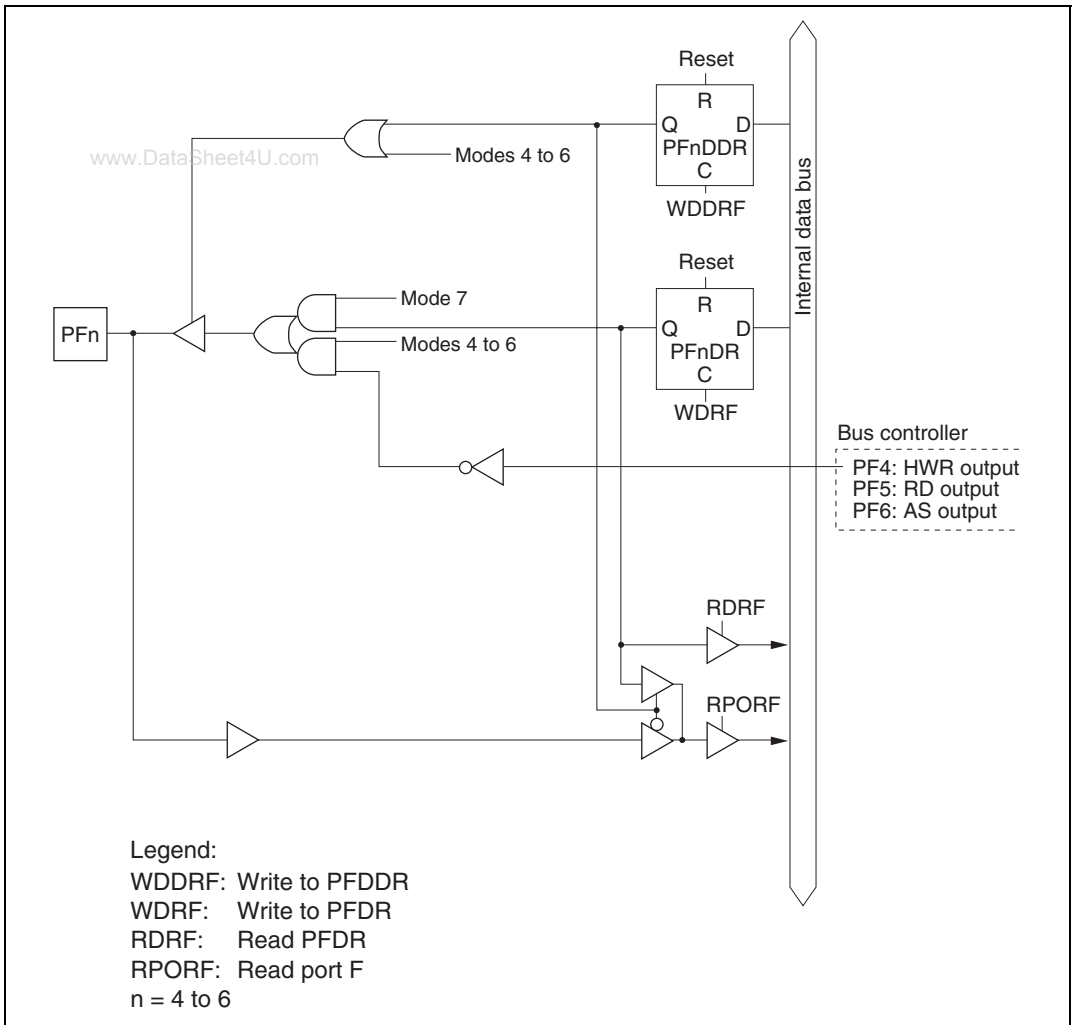 Reset
R
Q D
PFnDDR
C
WDDRF
www.DataSheet4U.com
Modes 4 to 6
Internal data bus
Reset
R
Q D
PFnDR
C
WDRF
Mode 7
PFn
Modes 4 to 6
Bus controller
PF4: HWR output
PF5: RD output
PF6: AS output
RDRF
RPORF
Legend:
WDDRF: Write to PFDDR
WDRF: Write to PFDR
RDRF: Read PFDR
RPORF: Read port F
n = 4 to 6